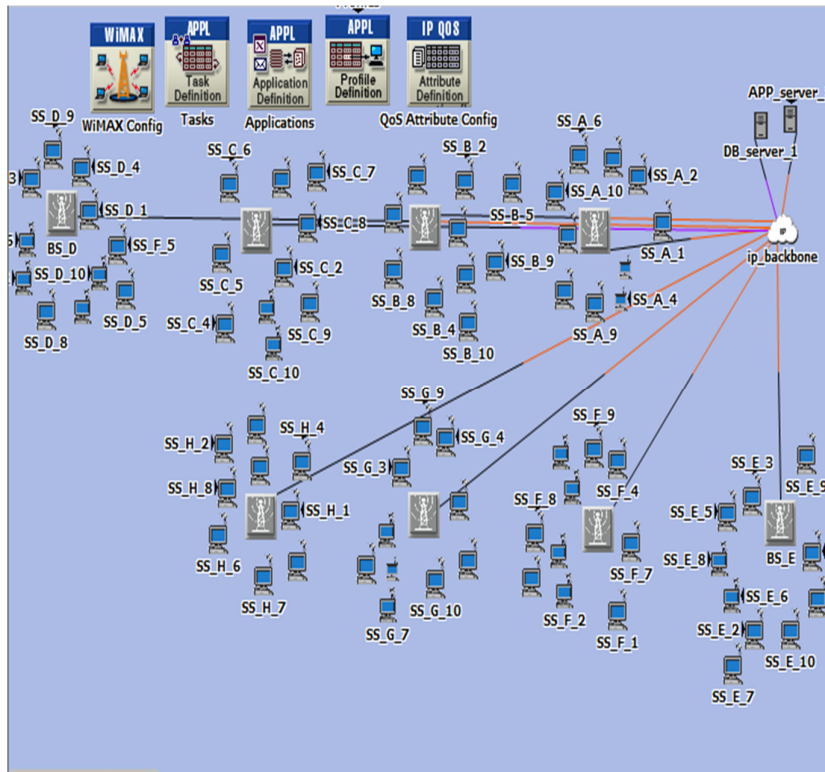 WiMAX
APPL
APPL
APPL
IP QOS
Task
Definition
Application
Definition
Profile
Definition
Attribute
Definition
WiMAX Config
Tasks
Applications
QoS Attribute Config
APP_server_
DB_server_1
ip_backbone
IP
SS_D_9
SS_D_4
3
SS_D_1
BS_D
SS_F_5
SS_D_10
SS_D_5
SS_D_8
SS_C_6
SS_C_7
SS_C_8
SS_C_5
SS_C_2
SS_C_4
SS_C_9
SS_C_10
SS_B_2
SS_B_5
SS_B_9
SS_B_8
SS_B_4
SS_B_10
SS_A_6
SS_A_2
SS_A_10
SS_A_1
SS_A_4
SS_A_9
SS_H_2
SS_H_4
SS_H_8
SS_H_1
SS_H_6
SS_H_7
SS_G_9
SS_G_4
SS_G_3
SS_G_10
SS_G_7
SS_F_9
SS_F_4
SS_F_8
SS_F_7
SS_F_2
SS_F_1
SS_E_3
SS_E_9
SS_E_5
BS_E
SS_E_8
SS_E_6
SS_E_2
SS_E_10
SS_E_7